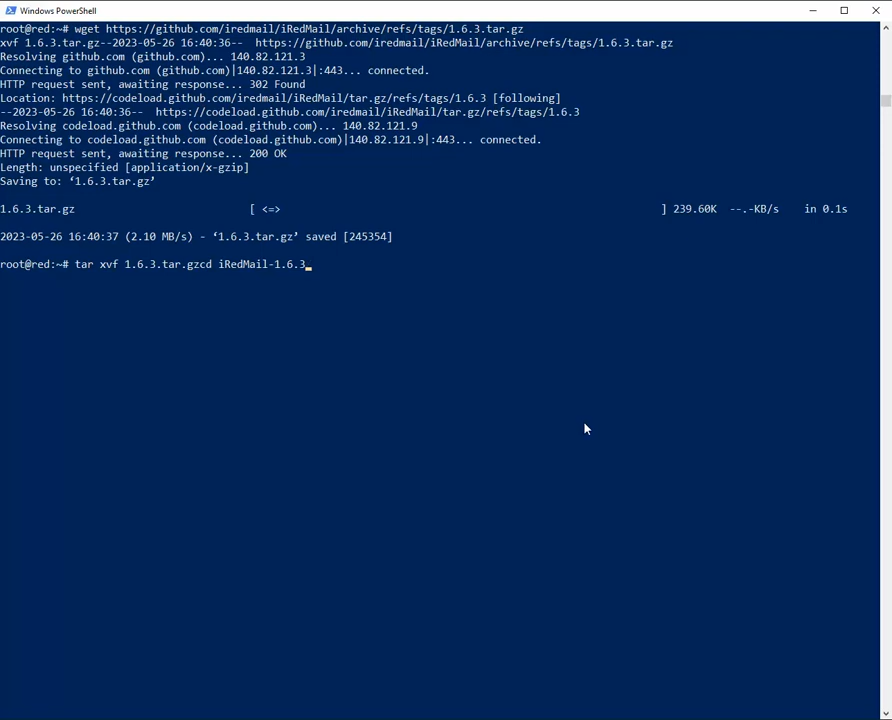 Windows PowerShell
root@red:~# wget https://github.com/iredmail/iRedMail/archive/refs/tags/1.6.3.tar.gz
xvf 1.6.3.tar.gz--2023-05-26 16:40:36--  https://github.com/iredmail/iRedMail/archive/refs/tags/1.6.3.tar.gz
Resolving github.com (github.com)... 140.82.121.3
Connecting to github.com (github.com)|140.82.121.3|:443... connected.
HTTP request sent, awaiting response... 302 Found
Location: https://codeload.github.com/iredmail/iRedMail/tar.gz/refs/tags/1.6.3 [following]
--2023-05-26 16:40:36--  https://codeload.github.com/iredmail/iRedMail/tar.gz/refs/tags/1.6.3
Resolving codeload.github.com (codeload.github.com)... 140.82.121.9
Connecting to codeload.github.com (codeload.github.com)|140.82.121.9|:443... connected.
HTTP request sent, awaiting response... 200 OK
Length: unspecified [application/x-gzip]
Saving to: ‘1.6.3.tar.gz’
1.6.3.tar.gz [ <=> ] 239.60K --.-KB/s in 0.1s
2023-05-26 16:40:37 (2.10 MB/s) - ‘1.6.3.tar.gz’ saved [245354]
root@red:~# tar xvf 1.6.3.tar.gzcd iRedMail-1.6.3